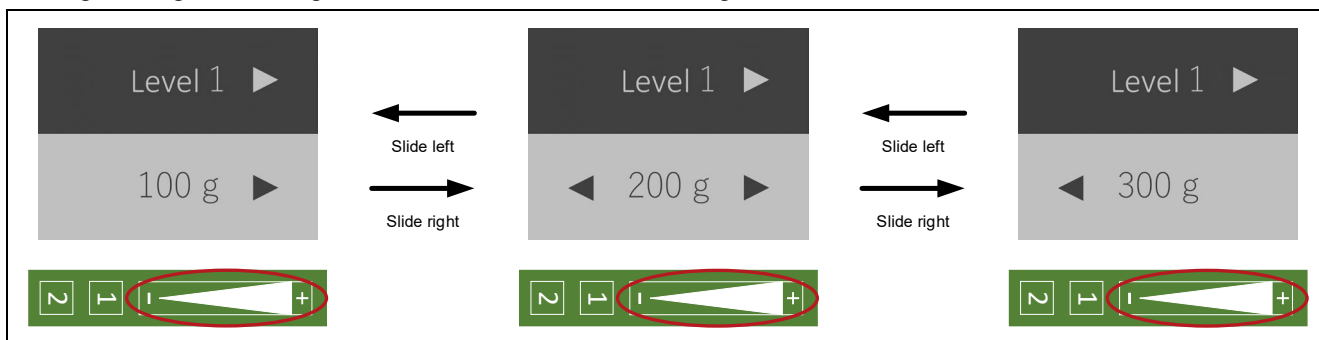 Level 1 ▶
100 g ▶
Slide left
Slide right
Level 1 ▶
◀ 200 g ▶
Slide left
Slide right
Level 1 ▶
◀ 300 g
2 1 - +
2 1 - +
2 1 - +